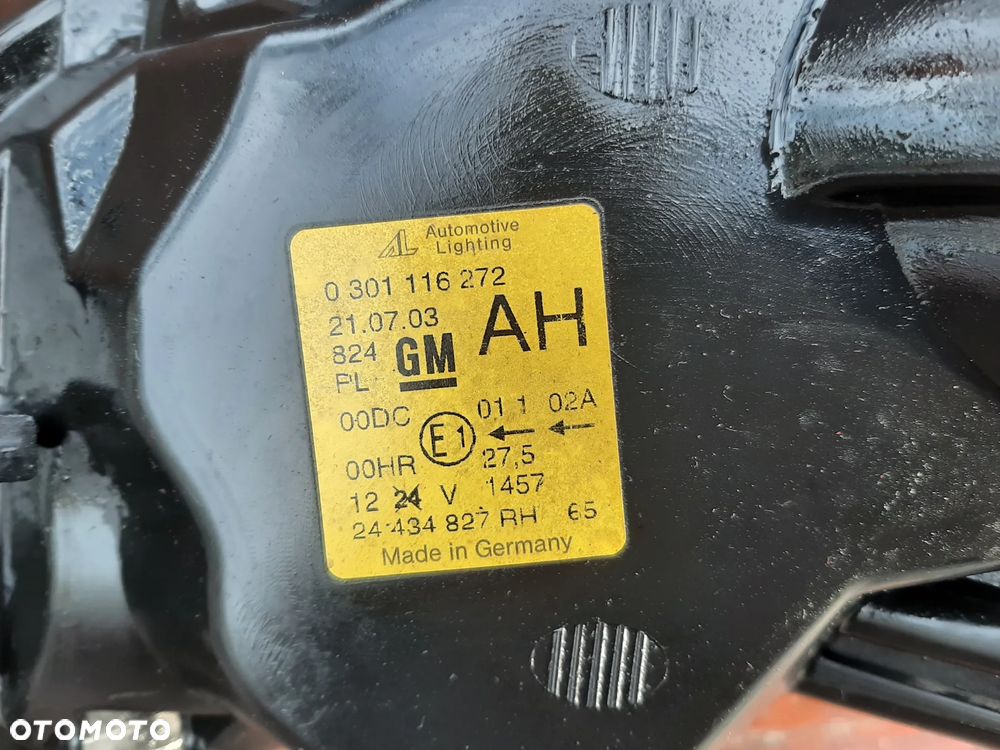 AL Automotive
Lighting
0 301 116 272
21.07.03
824 GM AH
PL
00DC E1 01 1 02A
00HR 27,5
12 24 V 1457
24 434 827 RH 65
Made in Germany
OTOMOTO